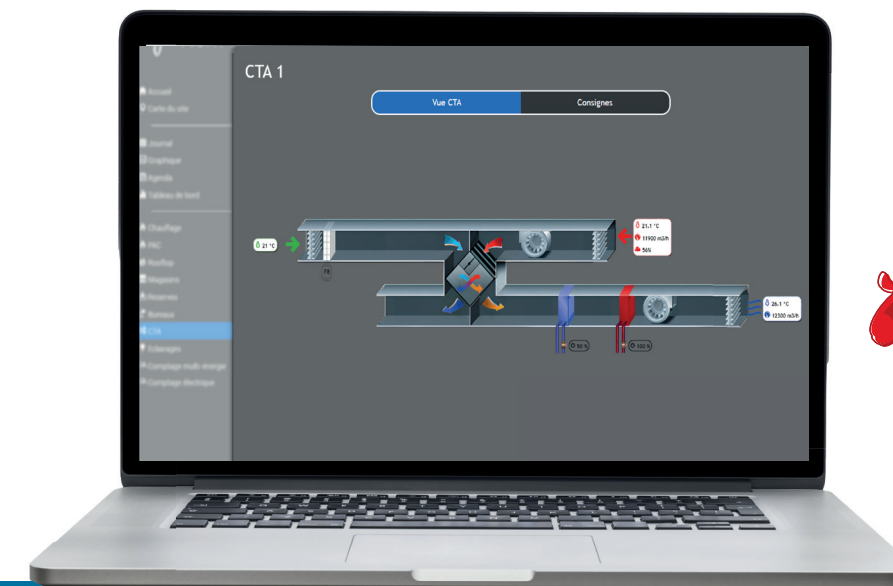 CTA 1
Vue CTA
Consignes
Accueil
Carte du site
Journal
Graphique
Agenda
Tableau de bord
Chauffage
PAC
Rooftop
Magasins
Reserves
Bureaux
CTA
Eclairages
Comptage multi-énergie
Comptage électrique
21 °C
F8
21.1 °C
11900 m3/h
26.1 °C
12300 m3/h
50 %
100 %